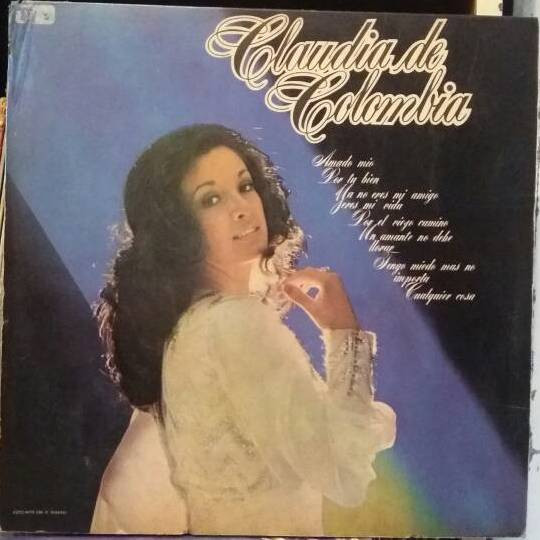 Claudia de
Colombia
Amado mio
Por tu bien
Ya no eres mi amigo
eres mi vida
Por el viejo camino
Un amante no debe
llorar
Tengo miedo mas no
importa
Cualquier cosa